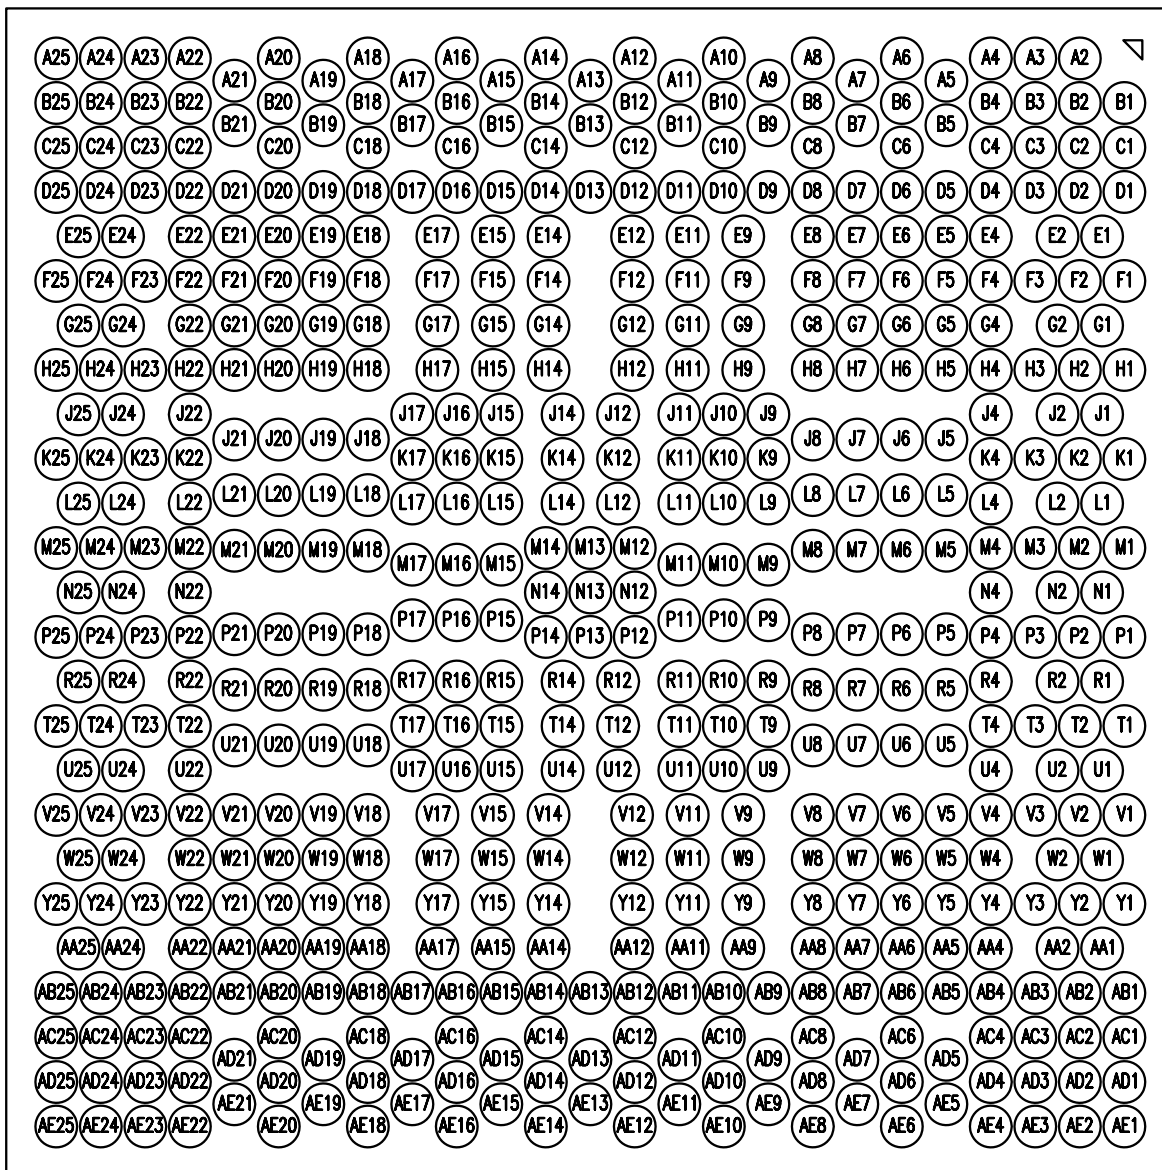 A25 A24 A23 A22 A20 A18 A16 A14 A12 A10 A8 A6 A4 A3 A2
A21 A19 A17 A15 A13 A11 A9 A7 A5
B25 B24 B23 B22 B20 B18 B16 B14 B12 B10 B8 B6 B4 B3 B2 B1
B21 B19 B17 B15 B13 B11 B9 B7 B5
C25 C24 C23 C22 C20 C18 C16 C14 C12 C10 C8 C6 C4 C3 C2 C1
D25 D24 D23 D22 D21 D20 D19 D18 D17 D16 D15 D14 D13 D12 D11 D10 D9 D8 D7 D6 D5 D4 D3 D2 D1
E25 E24 E22 E21 E20 E19 E18 E17 E15 E14 E12 E11 E9 E8 E7 E6 E5 E4 E2 E1
F25 F24 F23 F22 F21 F20 F19 F18 F17 F15 F14 F12 F11 F9 F8 F7 F6 F5 F4 F3 F2 F1
G25 G24 G22 G21 G20 G19 G18 G17 G15 G14 G12 G11 G9 G8 G7 G6 G5 G4 G2 G1
H25 H24 H23 H22 H21 H20 H19 H18 H17 H15 H14 H12 H11 H9 H8 H7 H6 H5 H4 H3 H2 H1
J25 J24 J22 J17 J16 J15 J14 J12 J11 J10 J9 J4 J2 J1
J21 J20 J19 J18 J8 J7 J6 J5
K25 K24 K23 K22 K17 K16 K15 K14 K12 K11 K10 K9 K4 K3 K2 K1
L21 L20 L19 L18 L8 L7 L6 L5
L25 L24 L22 L17 L16 L15 L14 L12 L11 L10 L9 L4 L2 L1
M25 M24 M23 M22 M21 M20 M19 M18 M14 M13 M12 M8 M7 M6 M5 M4 M3 M2 M1
M17 M16 M15 M11 M10 M9
N25 N24 N22 N14 N13 N12 N4 N2 N1
P17 P16 P15 P11 P10 P9
P25 P24 P23 P22 P21 P20 P19 P18 P14 P13 P12 P8 P7 P6 P5 P4 P3 P2 P1
R25 R24 R22 R17 R16 R15 R14 R12 R11 R10 R9 R4 R2 R1
R21 R20 R19 R18 R8 R7 R6 R5
T25 T24 T23 T22 T17 T16 T15 T14 T12 T11 T10 T9 T4 T3 T2 T1
U21 U20 U19 U18 U8 U7 U6 U5
U25 U24 U22 U17 U16 U15 U14 U12 U11 U10 U9 U4 U2 U1
V25 V24 V23 V22 V21 V20 V19 V18 V17 V15 V14 V12 V11 V9 V8 V7 V6 V5 V4 V3 V2 V1
W25 W24 W22 W21 W20 W19 W18 W17 W15 W14 W12 W11 W9 W8 W7 W6 W5 W4 W2 W1
Y25 Y24 Y23 Y22 Y21 Y20 Y19 Y18 Y17 Y15 Y14 Y12 Y11 Y9 Y8 Y7 Y6 Y5 Y4 Y3 Y2 Y1
AA25 AA24 AA22 AA21 AA20 AA19 AA18 AA17 AA15 AA14 AA12 AA11 AA9 AA8 AA7 AA6 AA5 AA4 AA2 AA1
AB25 AB24 AB23 AB22 AB21 AB20 AB19 AB18 AB17 AB16 AB15 AB14 AB13 AB12 AB11 AB10 AB9 AB8 AB7 AB6 AB5 AB4 AB3 AB2 AB1
AC25 AC24 AC23 AC22 AC20 AC18 AC16 AC14 AC12 AC10 AC8 AC6 AC4 AC3 AC2 AC1
AD21 AD19 AD17 AD15 AD13 AD11 AD9 AD7 AD5
AD25 AD24 AD23 AD22 AD20 AD18 AD16 AD14 AD12 AD10 AD8 AD6 AD4 AD3 AD2 AD1
AE21 AE19 AE17 AE15 AE13 AE11 AE9 AE7 AE5
AE25 AE24 AE23 AE22 AE20 AE18 AE16 AE14 AE12 AE10 AE8 AE6 AE4 AE3 AE2 AE1